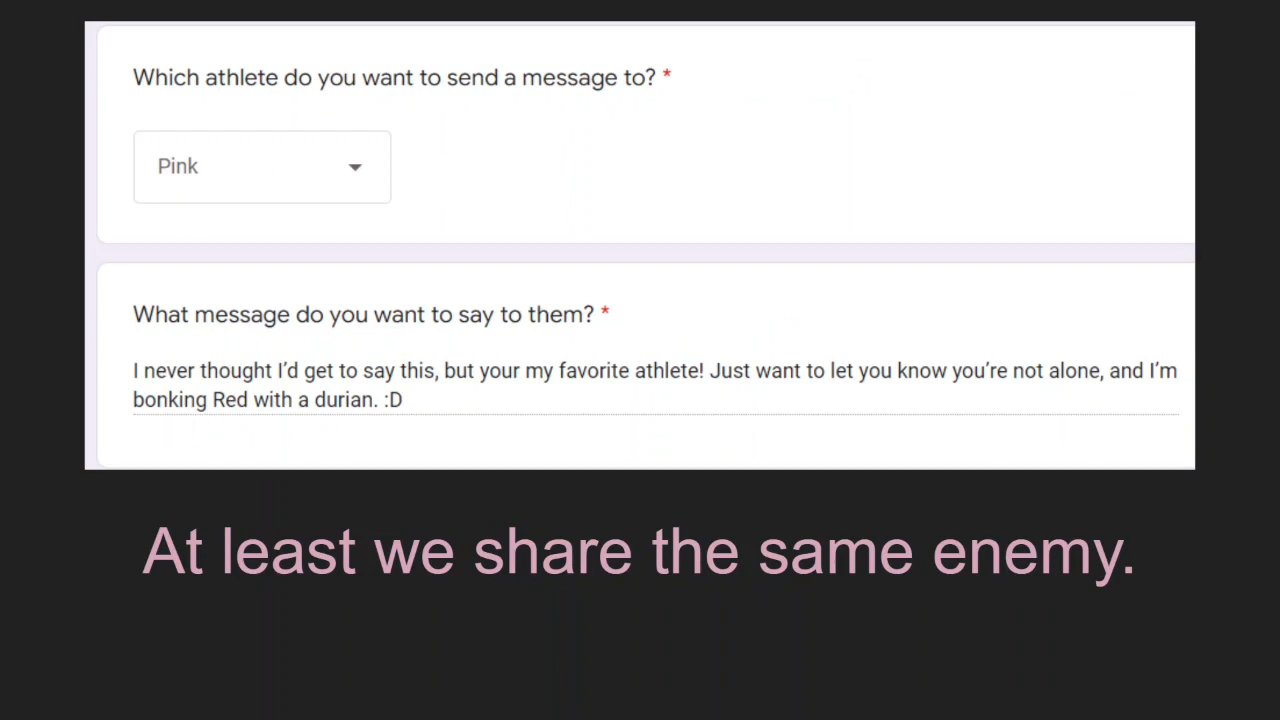 Which athlete do you want to send a message to? *
Pink
What message do you want to say to them? *
I never thought I’d get to say this, but your my favorite athlete! Just want to let you know you’re not alone, and I’m
bonking Red with a durian. :D
At least we share the same enemy.